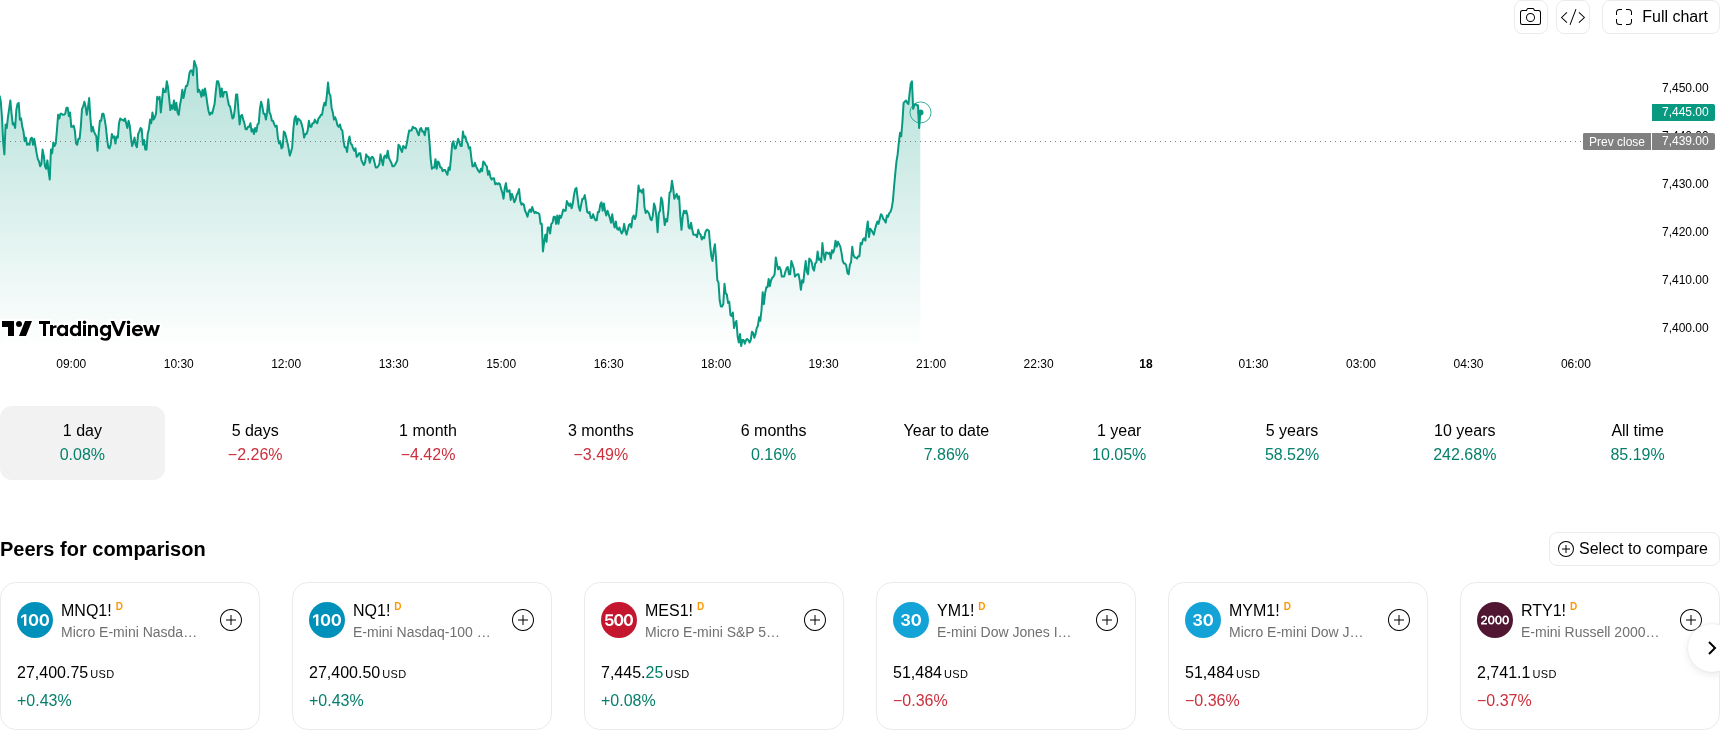 Full chart
7,450.00
7,445.00
Prev close 7,439.00
7,430.00
7,420.00
7,410.00
7,400.00
TradingView
09:00 10:30 12:00 13:30 15:00 16:30 18:00 19:30 21:00 22:30 18 01:30 03:00 04:30 06:00
1 day 5 days 1 month 3 months 6 months Year to date 1 year 5 years 10 years All time
0.08% −2.26% −4.42% −3.49% 0.16% 7.86% 10.05% 58.52% 242.68% 85.19%
Peers for comparison
Select to compare
100 MNQ1! D
Micro E-mini Nasda…
27,400.75 USD
+0.43%
100 NQ1! D
E-mini Nasdaq-100 …
27,400.50 USD
+0.43%
500 MES1! D
Micro E-mini S&P 5…
7,445.25 USD
+0.08%
30 YM1! D
E-mini Dow Jones I…
51,484 USD
−0.36%
30 MYM1! D
Micro E-mini Dow J…
51,484 USD
−0.36%
2000 RTY1! D
E-mini Russell 2000…
2,741.1 USD
−0.37%